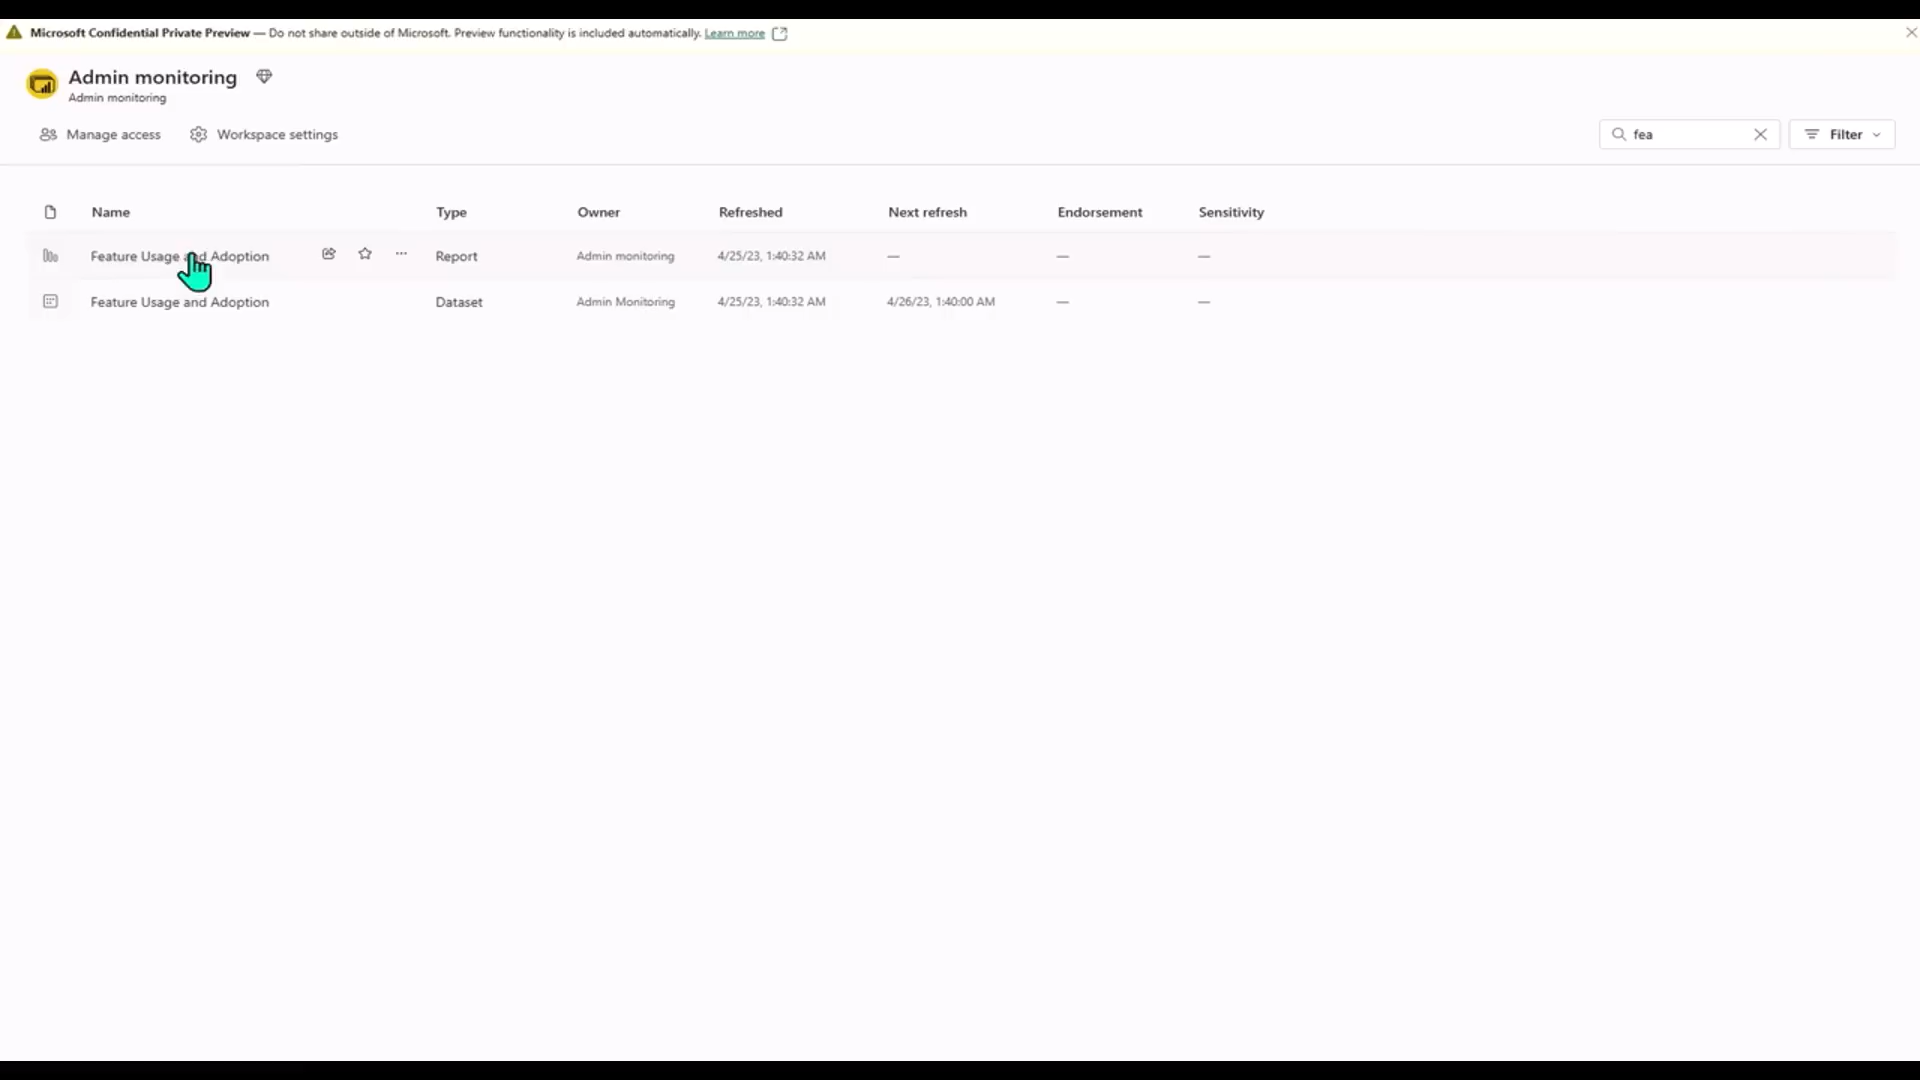 Microsoft Confidential Private Preview — Do not share outside of Microsoft. Preview functionality is included automatically. Learn more
Admin monitoring
Admin monitoring
Manage access Workspace settings fea Filter
Name Type Owner Refreshed Next refresh Endorsement Sensitivity
Feature Usage and Adoption ... Report Admin monitoring 4/25/23, 1:40:32 AM — — —
Feature Usage and Adoption Dataset Admin Monitoring 4/25/23, 1:40:32 AM 4/26/23, 1:40:00 AM — —